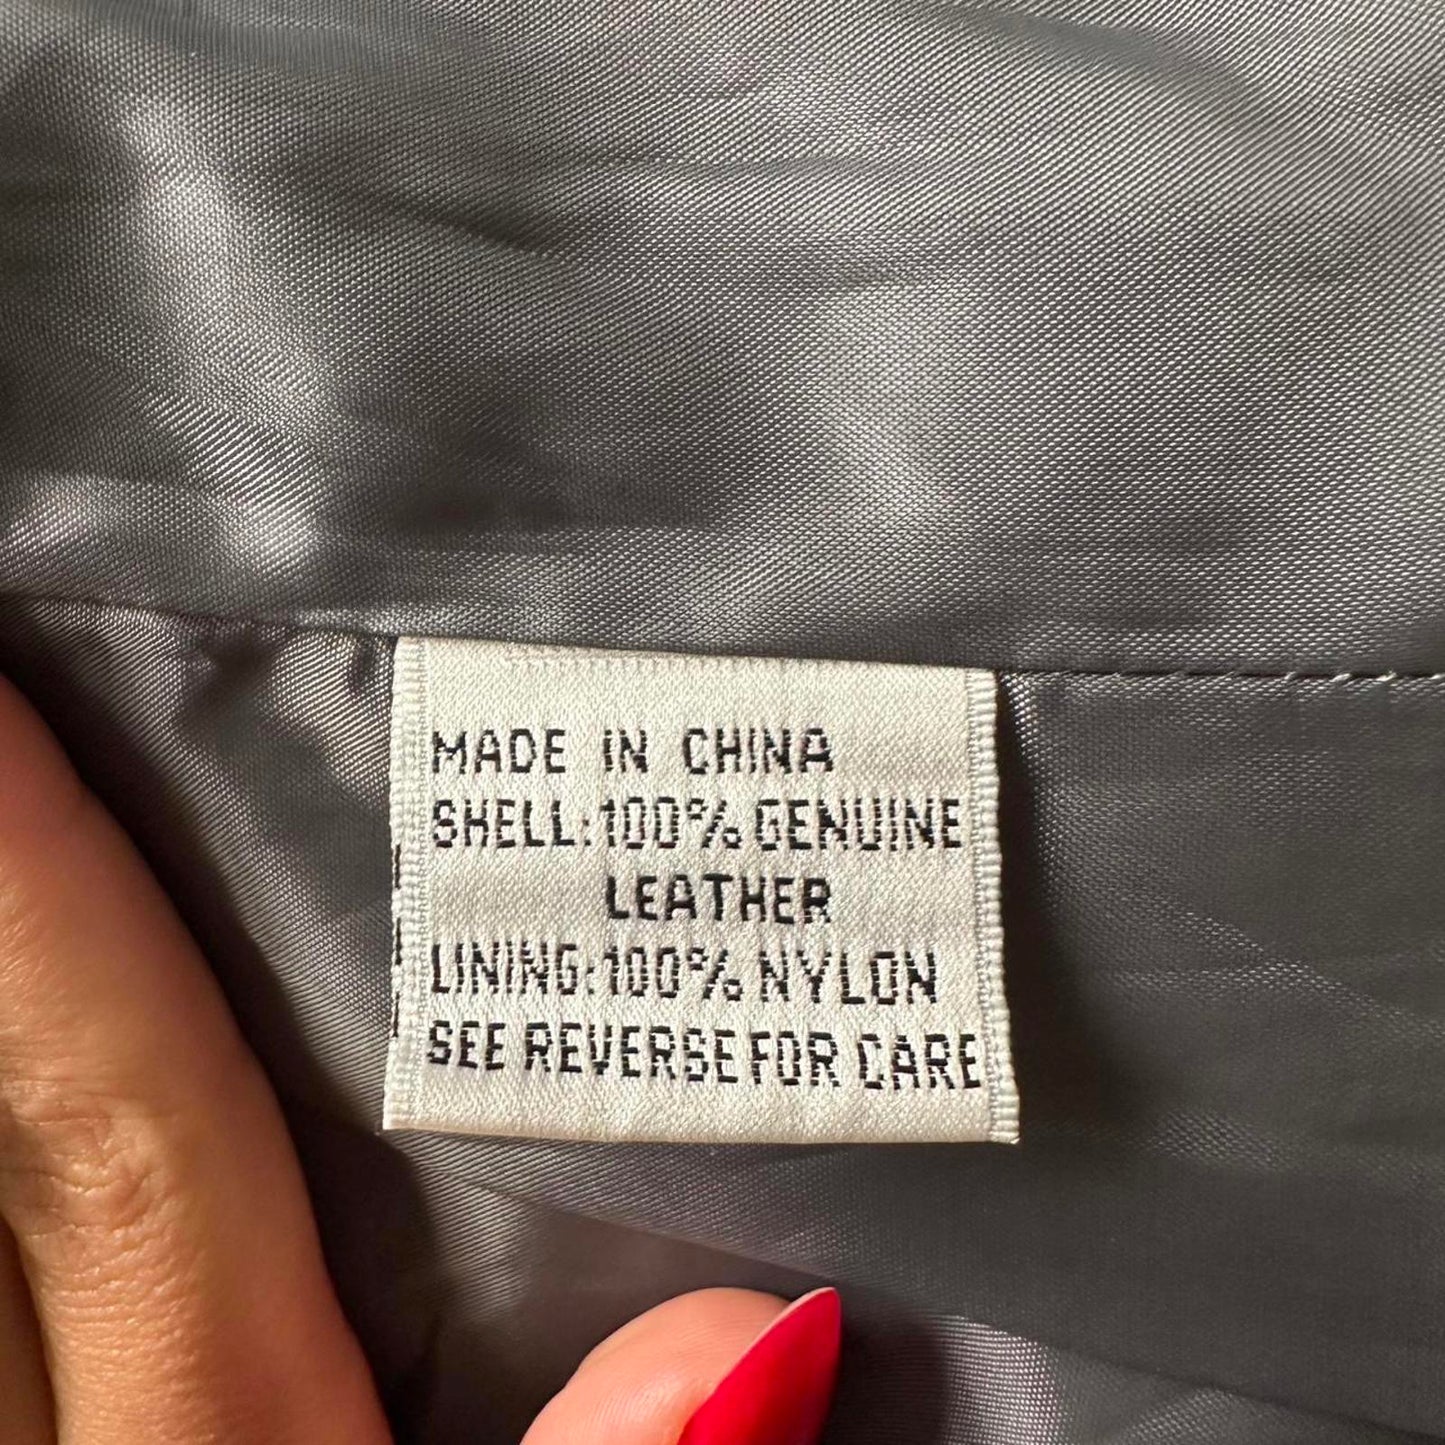 MADE IN CHINA
SHELL:100% GENUINE
LEATHER
LINING:100% NYLON
SEE REVERSE FOR CARE